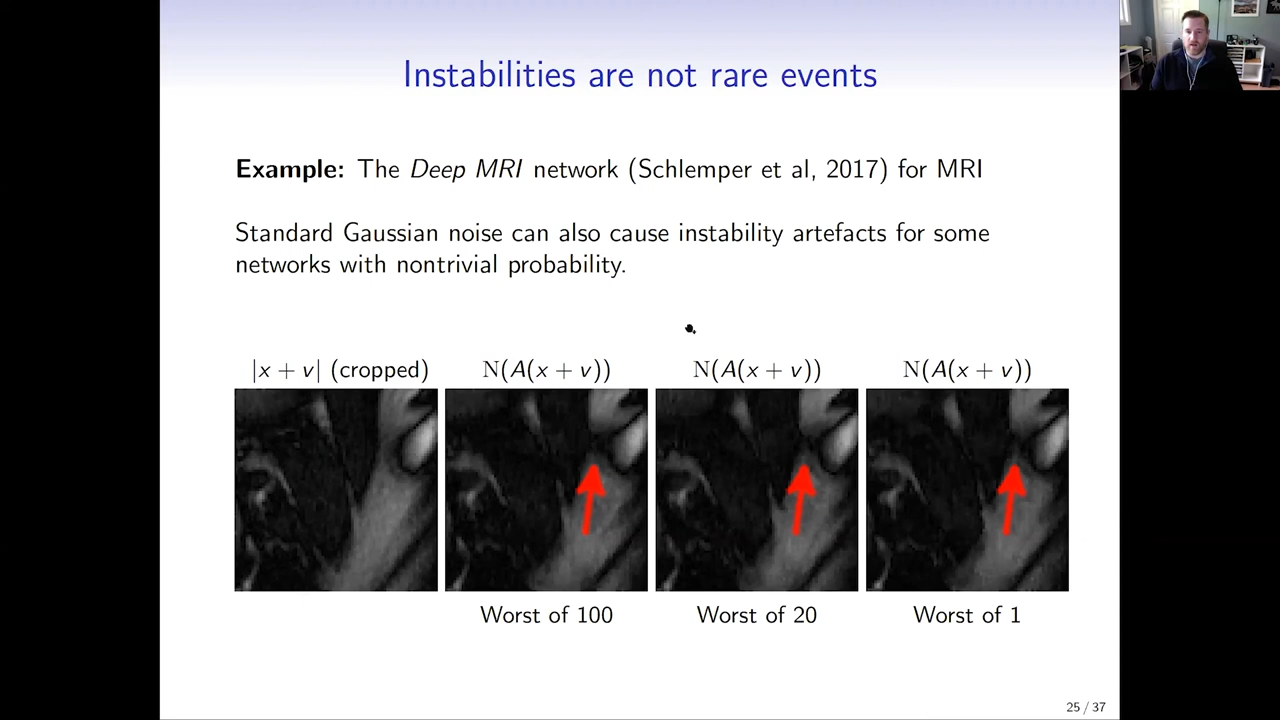 Instabilities are not rare events
Example: The Deep MRI network (Schlemper et al, 2017) for MRI
Standard Gaussian noise can also cause instability artefacts for some
networks with nontrivial probability.
|x + v| (cropped)
N(A(x + v))
N(A(x + v))
N(A(x + v))
Worst of 100
Worst of 20
Worst of 1
25 / 37